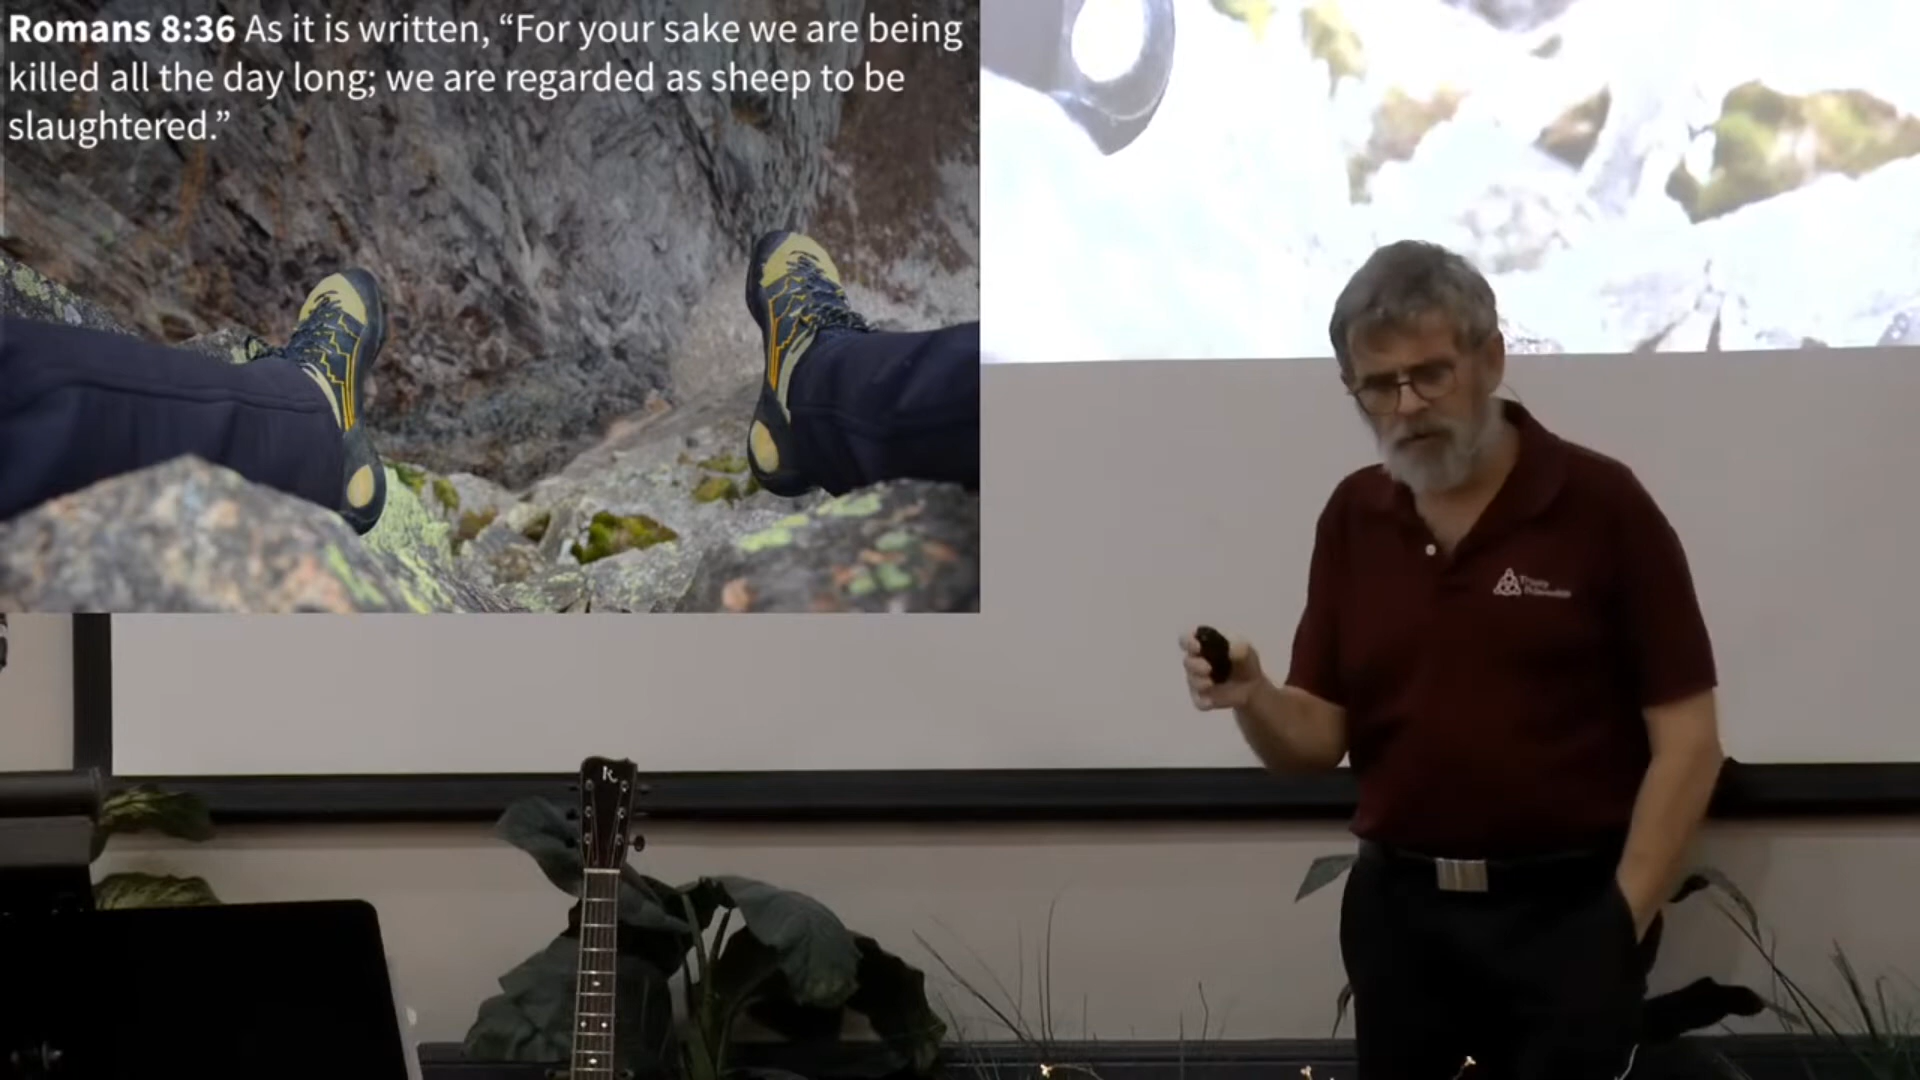 Romans 8:36 As it is written, “For your sake we are being
killed all the day long; we are regarded as sheep to be
slaughtered.”